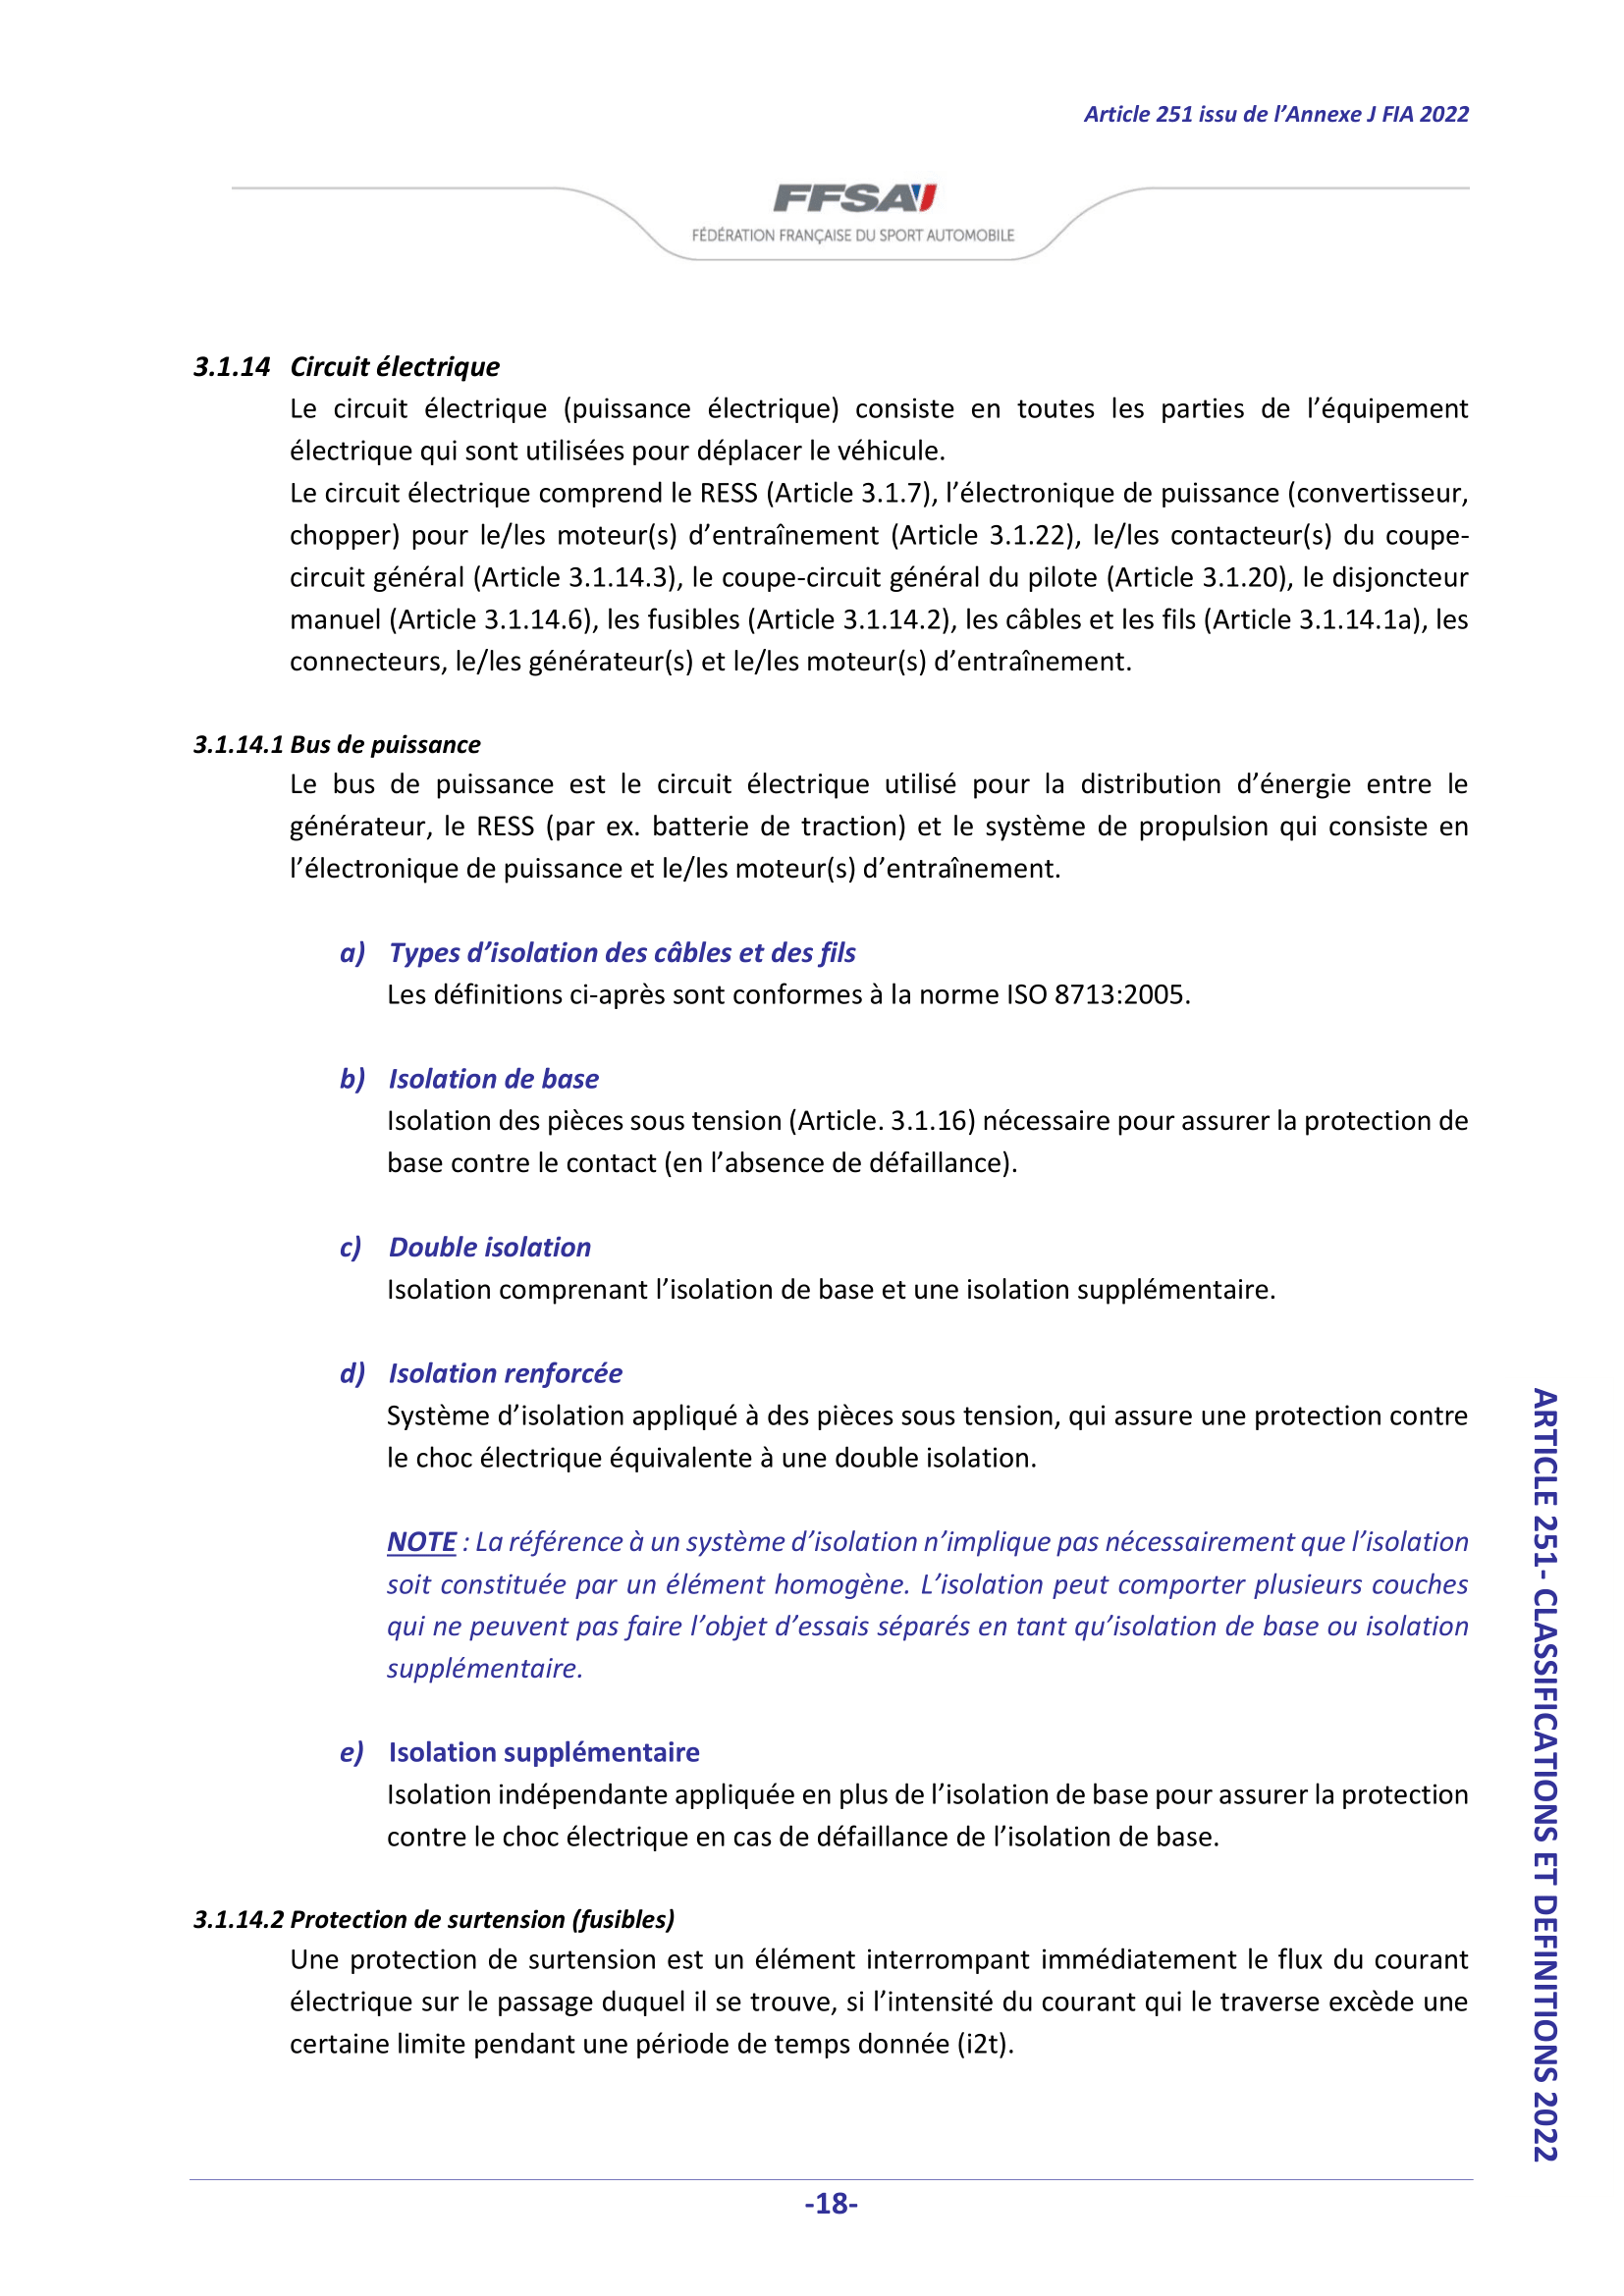 Article 251 issu de l’Annexe J FIA 2022
FFSA
FÉDÉRATION FRANÇAISE DU SPORT AUTOMOBILE
3.1.14 Circuit électrique
Le circuit électrique (puissance électrique) consiste en toutes les parties de l’équipement
électrique qui sont utilisées pour déplacer le véhicule.
Le circuit électrique comprend le RESS (Article 3.1.7), l’électronique de puissance (convertisseur,
chopper) pour le/les moteur(s) d’entraînement (Article 3.1.22), le/les contacteur(s) du coupe-
circuit général (Article 3.1.14.3), le coupe-circuit général du pilote (Article 3.1.20), le disjoncteur
manuel (Article 3.1.14.6), les fusibles (Article 3.1.14.2), les câbles et les fils (Article 3.1.14.1a), les
connecteurs, le/les générateur(s) et le/les moteur(s) d’entraînement.
3.1.14.1 Bus de puissance
Le bus de puissance est le circuit électrique utilisé pour la distribution d’énergie entre le
générateur, le RESS (par ex. batterie de traction) et le système de propulsion qui consiste en
l’électronique de puissance et le/les moteur(s) d’entraînement.
a) Types d’isolation des câbles et des fils
Les définitions ci-après sont conformes à la norme ISO 8713:2005.
b) Isolation de base
Isolation des pièces sous tension (Article. 3.1.16) nécessaire pour assurer la protection de
base contre le contact (en l’absence de défaillance).
c) Double isolation
Isolation comprenant l’isolation de base et une isolation supplémentaire.
d) Isolation renforcée
Système d’isolation appliqué à des pièces sous tension, qui assure une protection contre
le choc électrique équivalente à une double isolation.
NOTE : La référence à un système d’isolation n’implique pas nécessairement que l’isolation
soit constituée par un élément homogène. L’isolation peut comporter plusieurs couches
qui ne peuvent pas faire l’objet d’essais séparés en tant qu’isolation de base ou isolation
supplémentaire.
e) Isolation supplémentaire
Isolation indépendante appliquée en plus de l’isolation de base pour assurer la protection
contre le choc électrique en cas de défaillance de l’isolation de base.
3.1.14.2 Protection de surtension (fusibles)
Une protection de surtension est un élément interrompant immédiatement le flux du courant
électrique sur le passage duquel il se trouve, si l’intensité du courant qui le traverse excède une
certaine limite pendant une période de temps donnée (i2t).
ARTICLE 251- CLASSIFICATIONS ET DEFINITIONS 2022
-18-